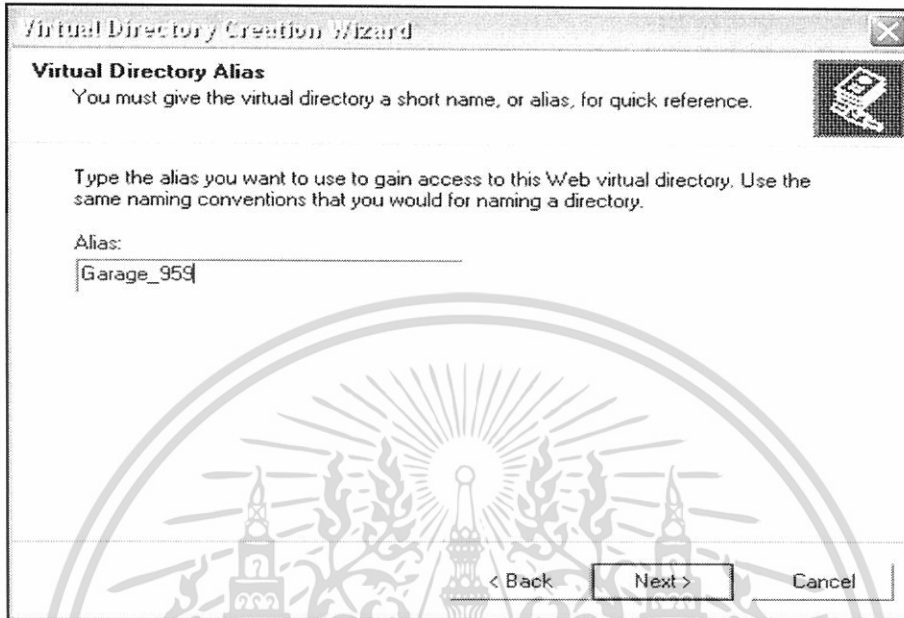 Virtual Directory Creation Wizard
Virtual Directory Alias
You must give the virtual directory a short name, or alias, for quick reference.
Type the alias you want to use to gain access to this Web virtual directory. Use the
same naming conventions that you would for naming a directory.
Alias:
Garage_959
< Back
Next >
Cancel